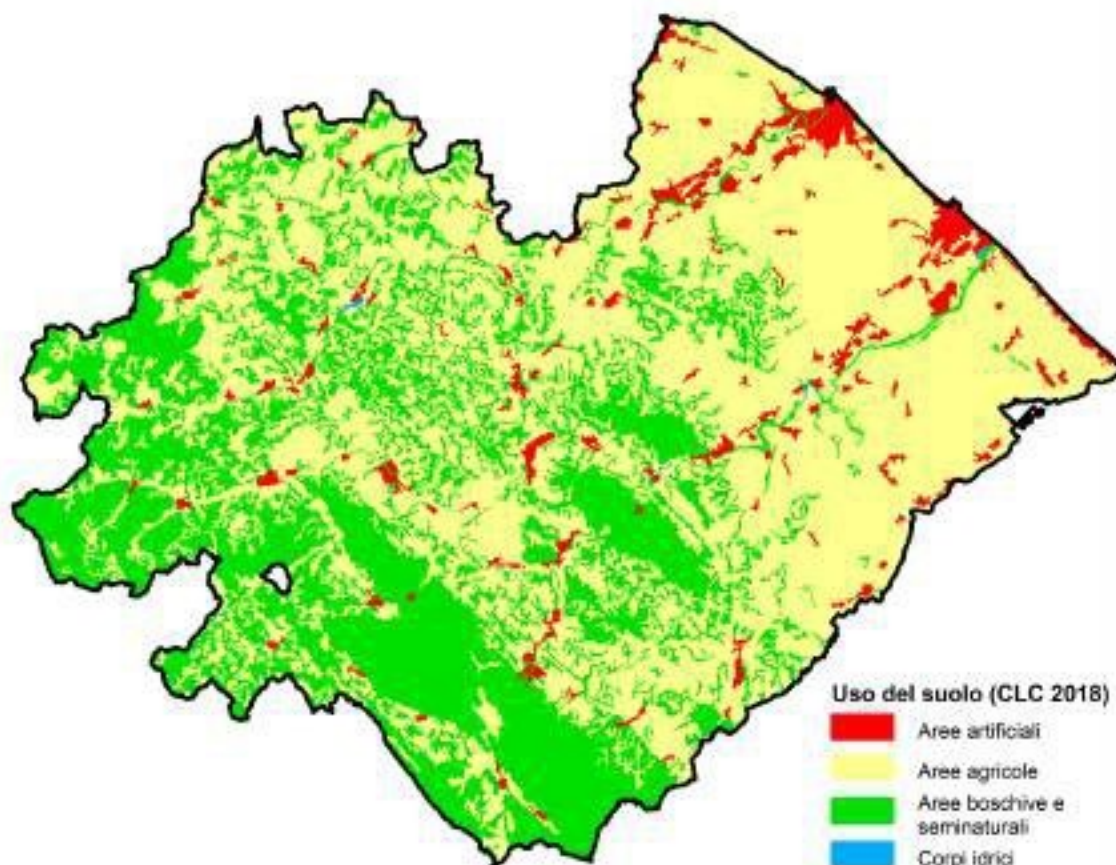 Uso del suolo (CLC 2018)
Aree artificiali
Aree agricole
Aree boschive e
seminaturali
Corpi idrici